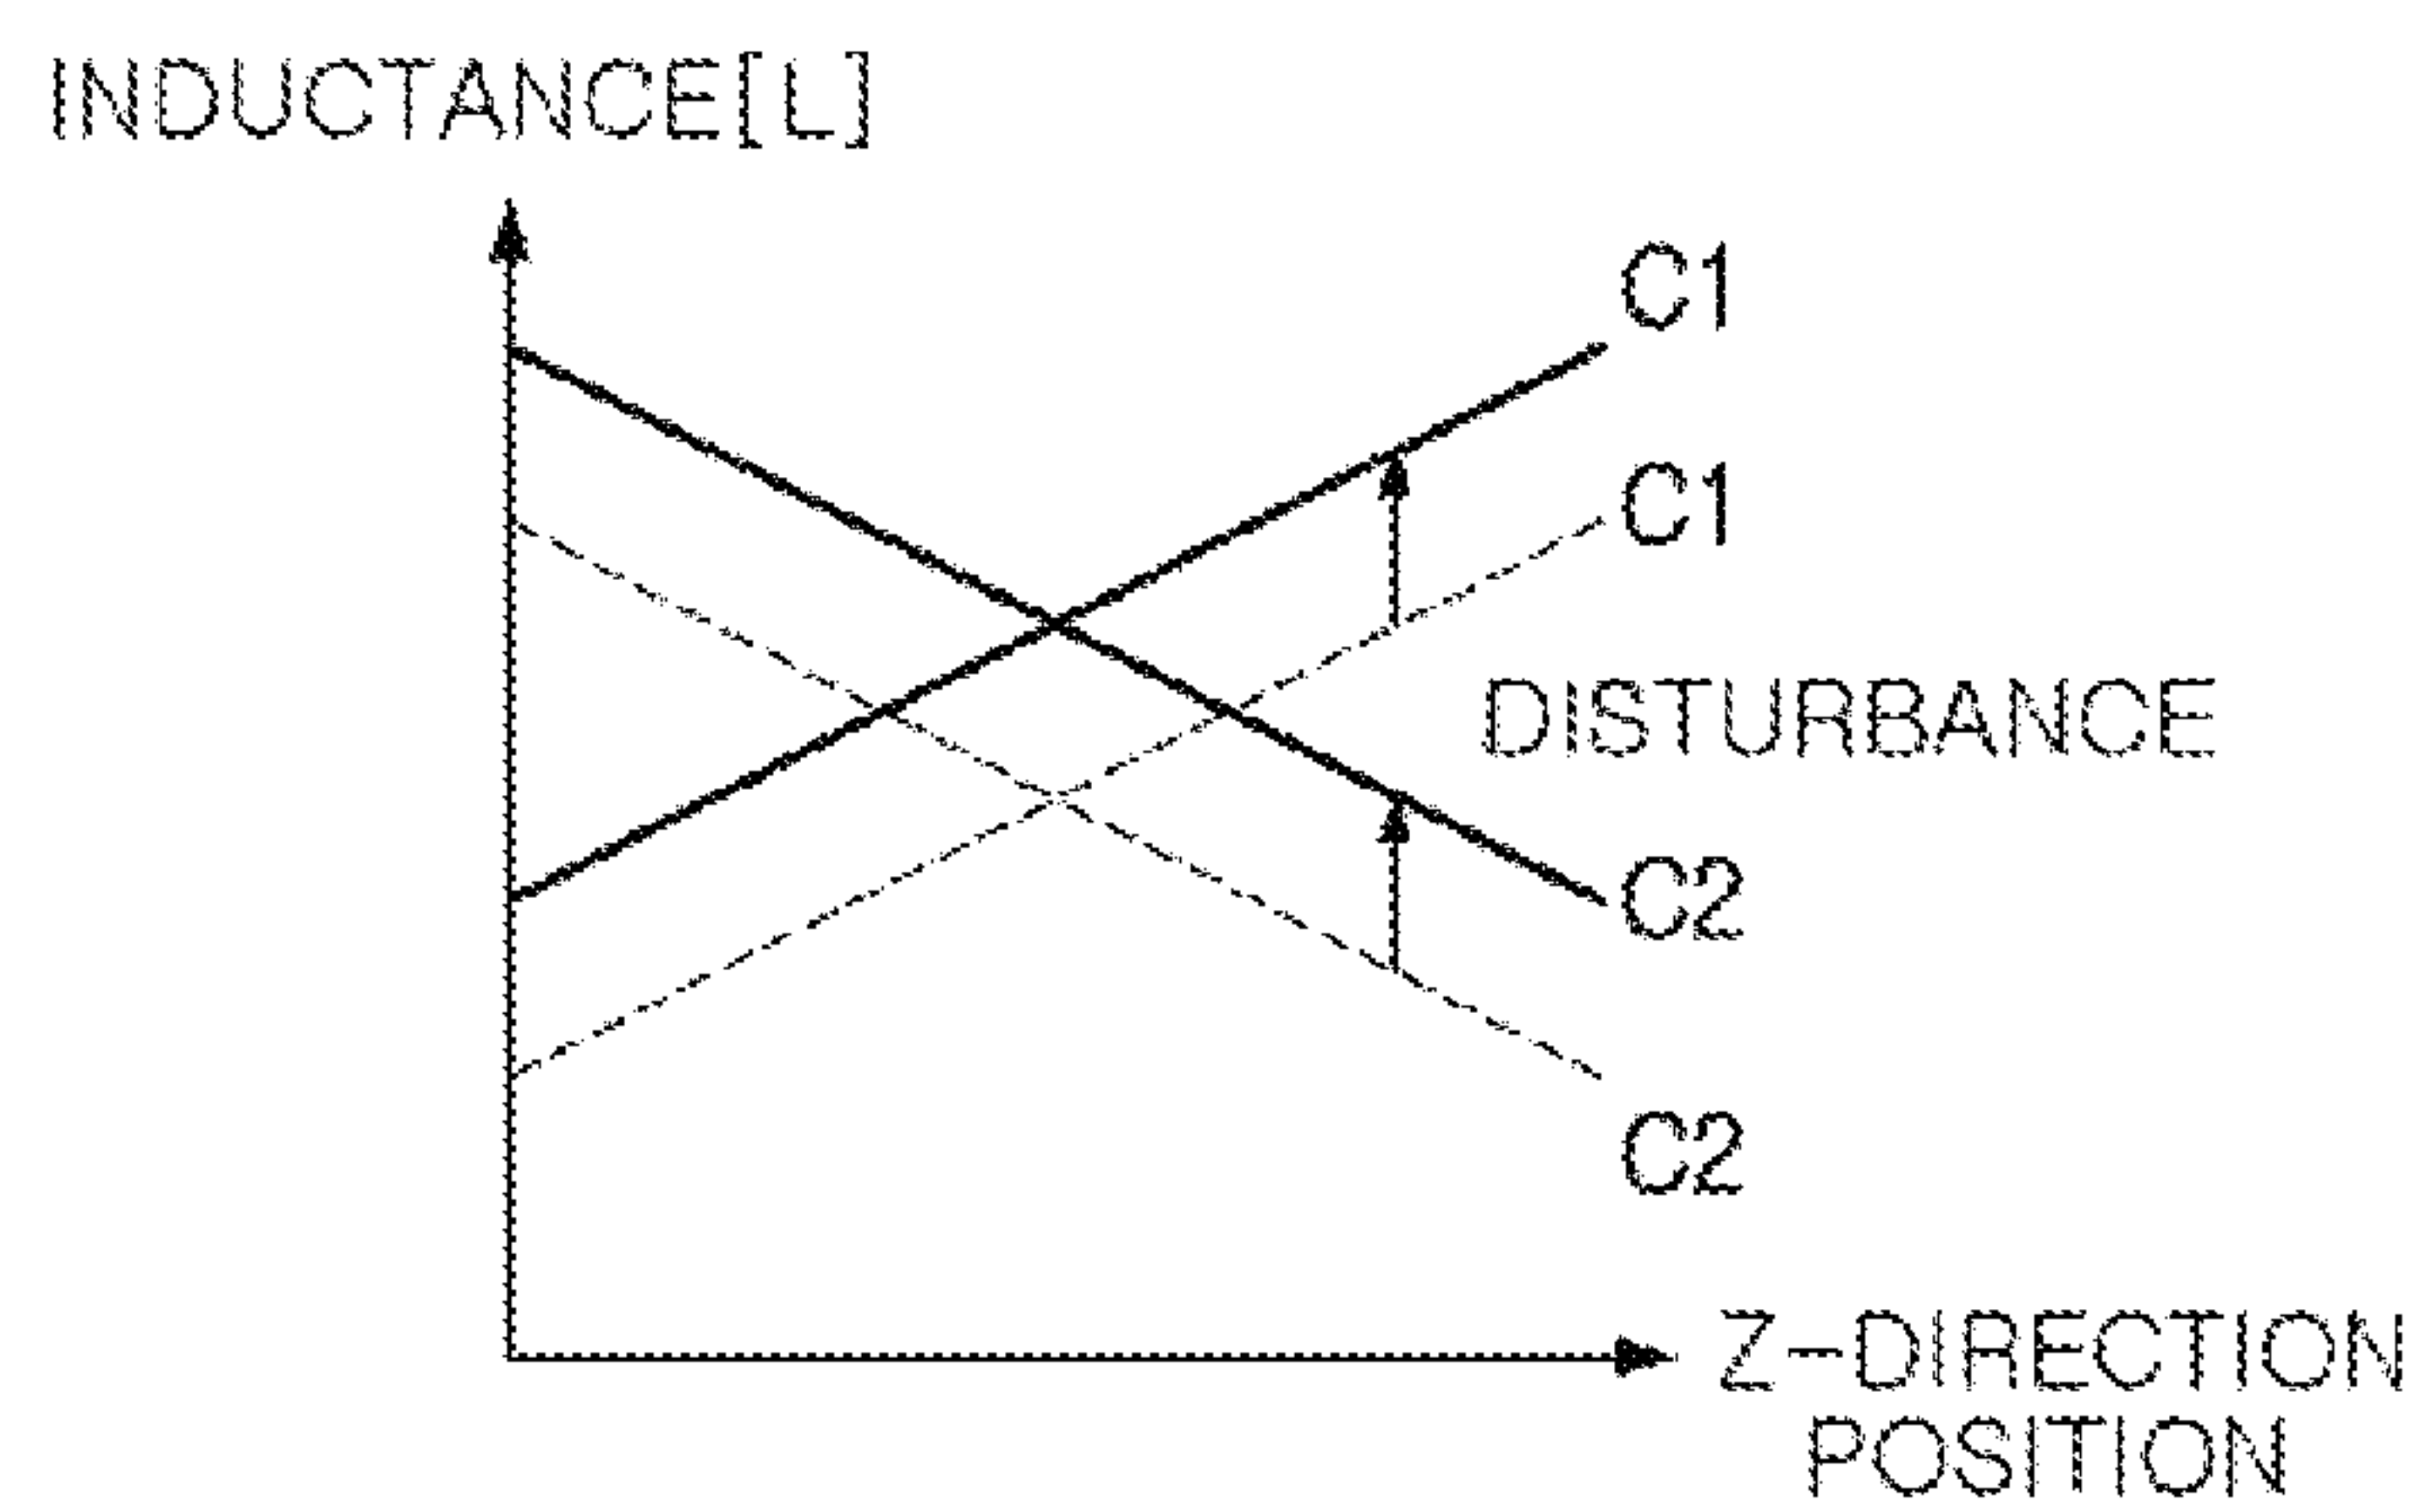 INDUCTANCE[L]
C1
C1
DISTURBANCE
C2
C2
Z-DIRECTION
POSITION